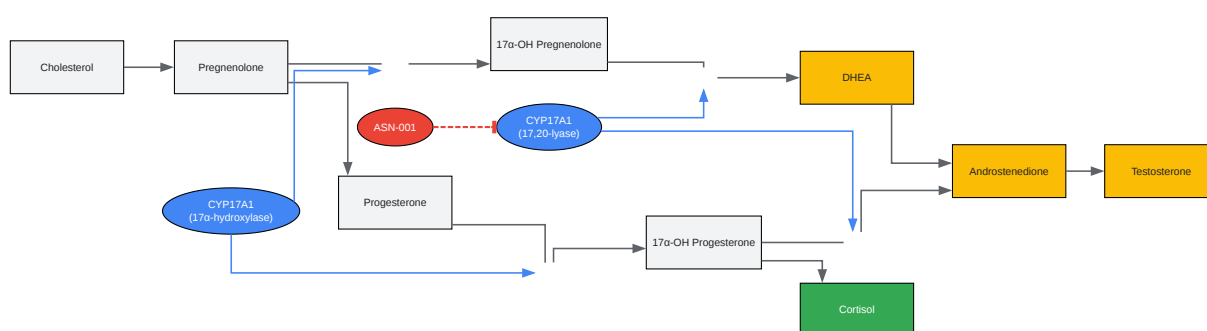 17α-OH Pregnenolone
Cholesterol
Pregnenolone
DHEA
ASN-001
CYP17A1
(17,20-lyase)
Androstenedione
Testosterone
CYP17A1
(17α-hydroxylase)
Progesterone
17α-OH Progesterone
Cortisol